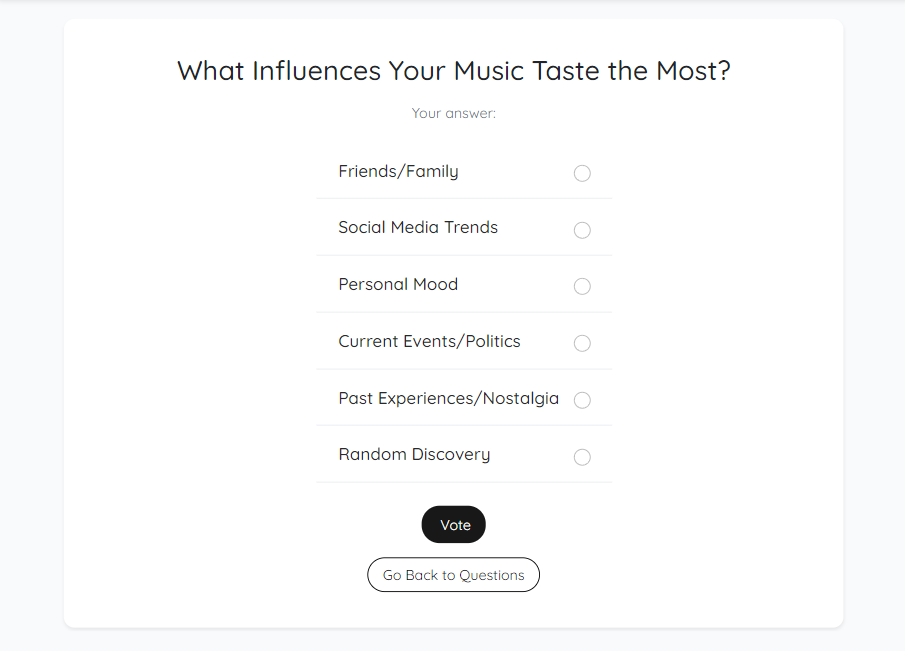 What Influences Your Music Taste the Most?
Your answer:
Friends/Family
Social Media Trends
Personal Mood
Current Events/Politics
Past Experiences/Nostalgia
Random Discovery
Vote
Go Back to Questions